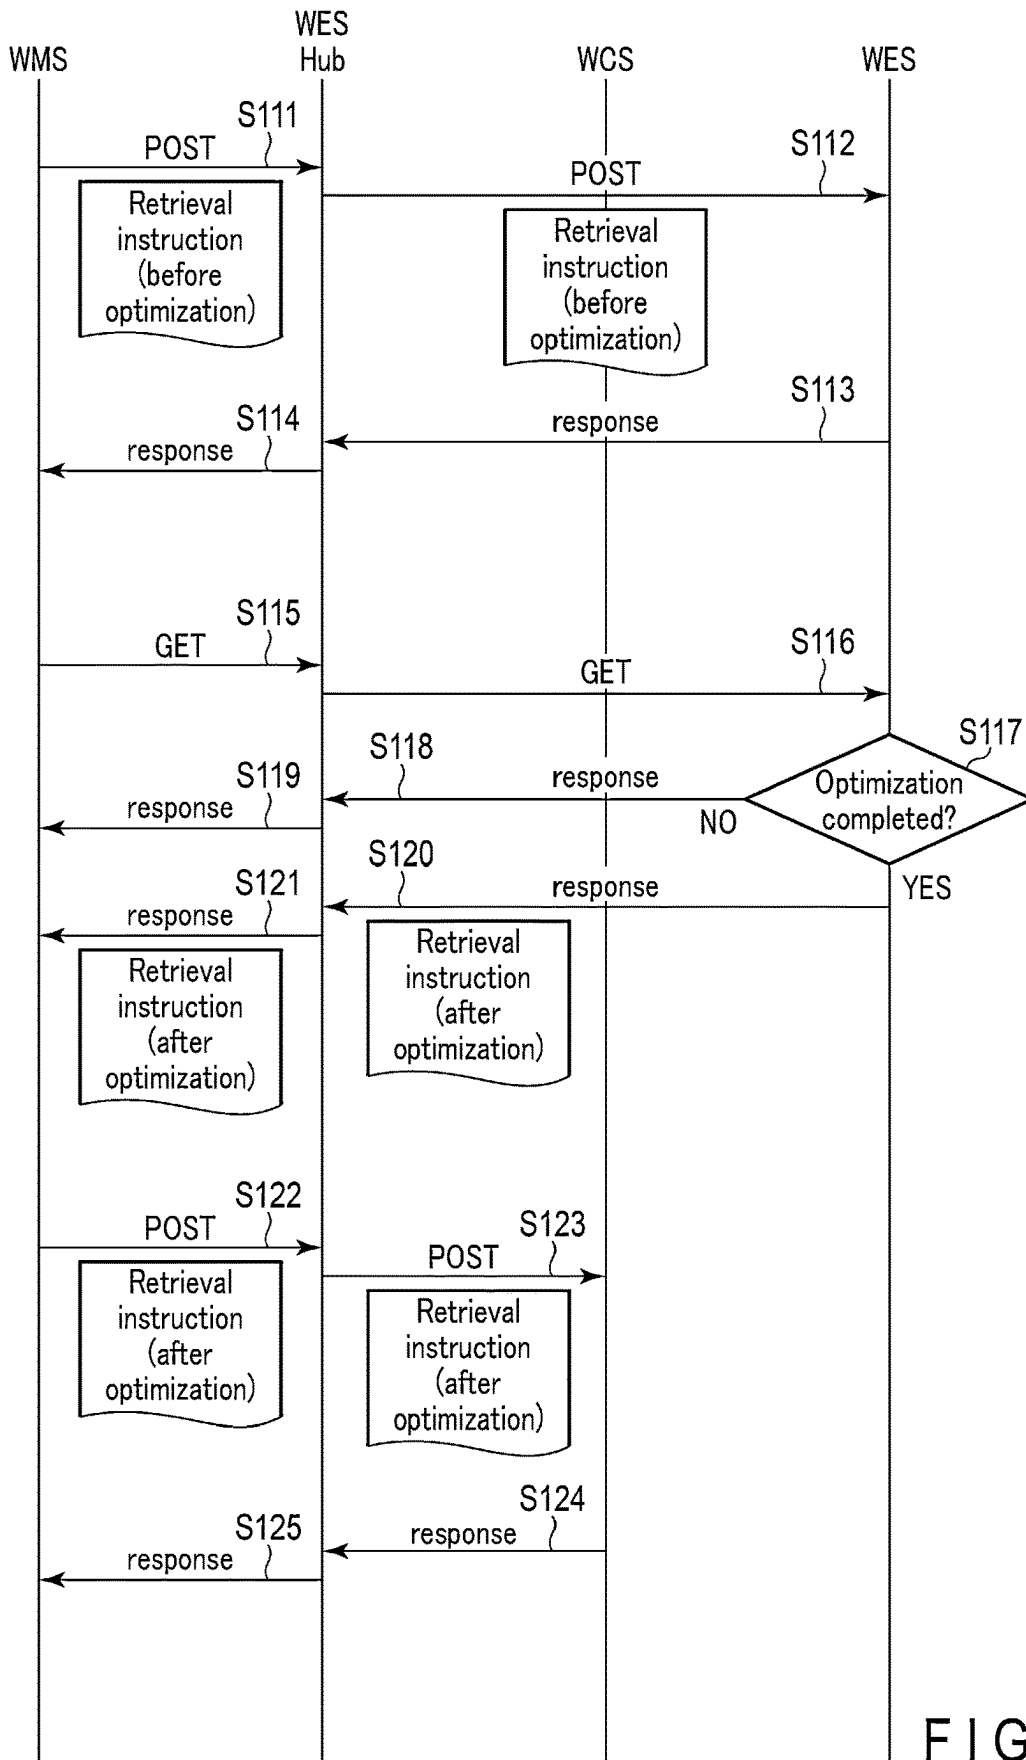 WMS
WES
Hub
WCS
WES
S111
POST
Retrieval
instruction
(before
optimization)
S112
POST
Retrieval
instruction
(before
optimization)
S113
response
S114
response
S115
GET
S116
GET
S117
Optimization
completed?
NO
YES
S118
response
S119
response
S120
response
Retrieval
instruction
(after
optimization)
S121
response
Retrieval
instruction
(after
optimization)
S122
POST
Retrieval
instruction
(after
optimization)
S123
POST
Retrieval
instruction
(after
optimization)
S124
response
S125
response
FIG